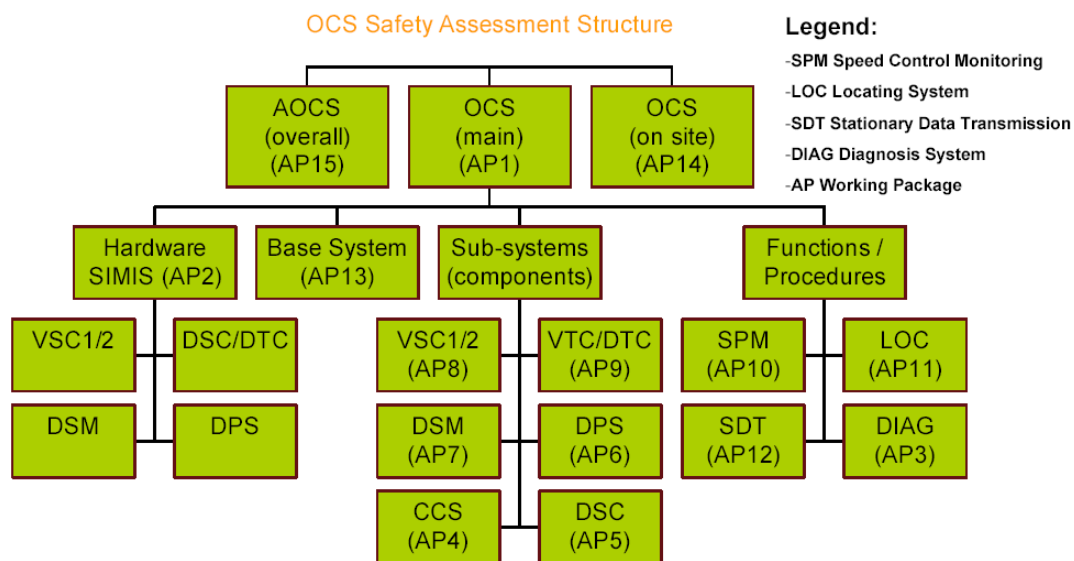 OCS Safety Assessment Structure
Legend:
-SPM Speed Control Monitoring
-LOC Locating System
-SDT Stationary Data Transmission
-DIAG Diagnosis System
-AP Working Package
AOCS
(overall)
(AP15)
OCS
(main)
(AP1)
OCS
(on site)
(AP14)
Hardware
SIMIS (AP2)
Base System
(AP13)
Sub-systems
(components)
Functions /
Procedures
VSC1/2
DSC/DTC
DSM
DPS
VSC1/2
(AP8)
VTC/DTC
(AP9)
DSM
(AP7)
DPS
(AP6)
CCS
(AP4)
DSC
(AP5)
SPM
(AP10)
LOC
(AP11)
SDT
(AP12)
DIAG
(AP3)